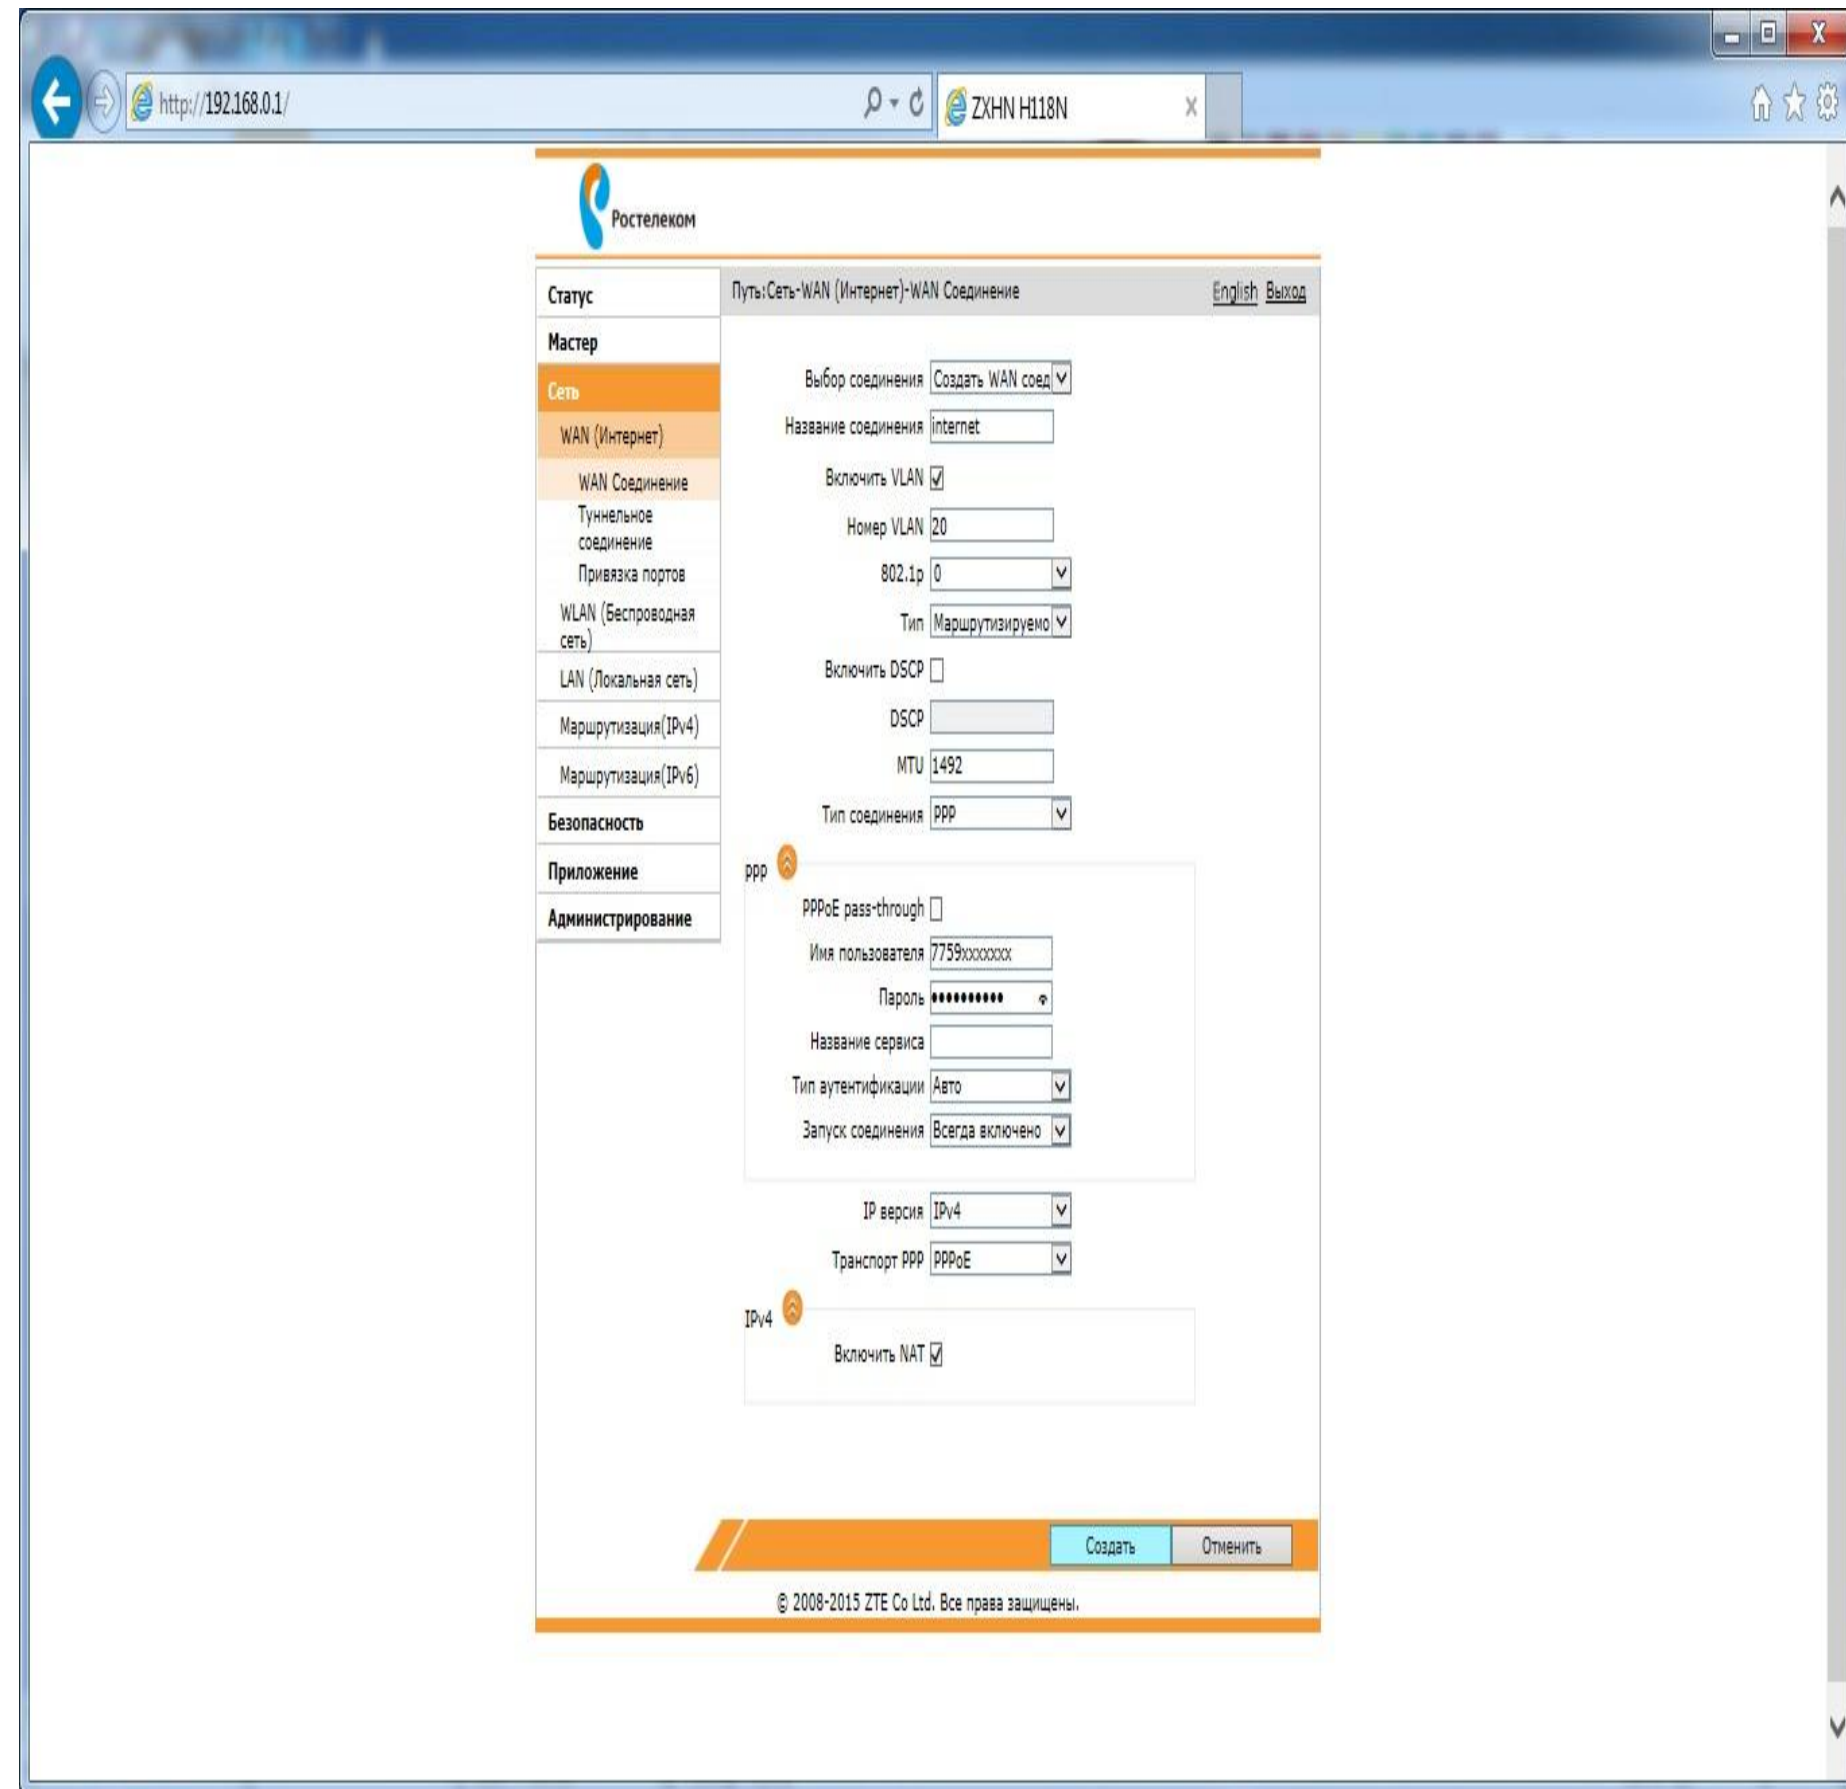 http://192.168.0.1/
ZXHN H118N
Ростелеком
Путь:Сеть-WAN (Интернет)-WAN Соединение
English Выход
Статус
Мастер
Сеть
WAN (Интернет)
WAN Соединение
Туннельное
соединение
Привязка портов
WLAN (Беспроводная
сеть)
LAN (Локальная сеть)
Маршрутизация(IPv4)
Маршрутизация(IPv6)
Безопасность
Приложение
Администрирование
Выбор соединения Создать WAN соед
Название соединения internet
Включить VLAN
Номер VLAN 20
802.1p 0
Тип Маршрутизируемо
Включить DSCP
DSCP
MTU 1492
Тип соединения PPP
PPP
PPPoE pass-through
Имя пользователя 7759xxxxxxx
Пароль ••••••••••
Название сервиса
Тип аутентификации Авто
Запуск соединения Всегда включено
IP версия IPv4
Транспорт PPP PPPoE
IPv4
Включить NAT
Создать Отменить
© 2008-2015 ZTE Co Ltd. Все права защищены.